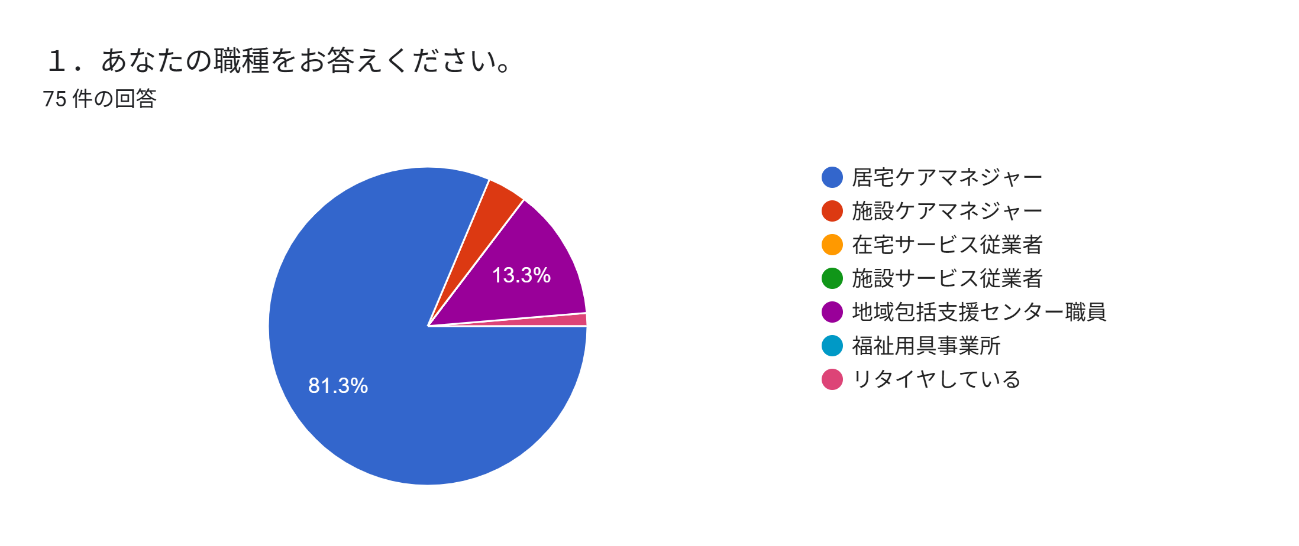 １．あなたの職種をお答えください。
75 件の回答
居宅ケアマネジャー
施設ケアマネジャー
在宅サービス従業者
施設サービス従業者
地域包括支援センター職員
福祉用具事業所
リタイヤしている
13.3%
81.3%